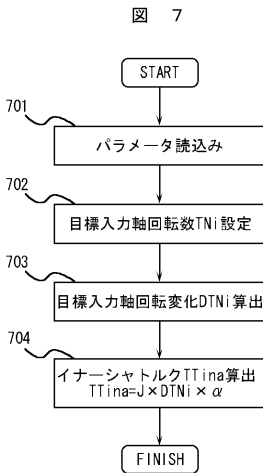 図 7
START
701
パラメータ読込み
702
目標入力軸回転数TNi設定
703
目標入力軸回転変化DTNi算出
704
イナーシャトルクTTina算出
TTina=J×DTNi×α
FINISH